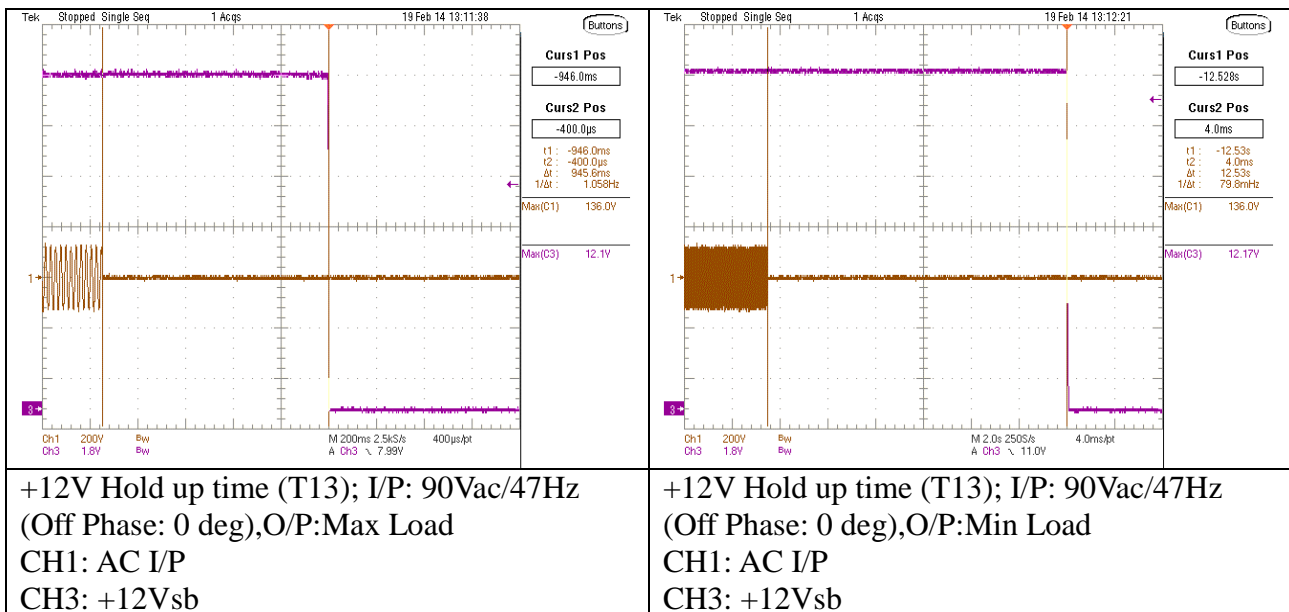 Tek Stopped Single Seq 1 Acqs 19 Feb 14 13:11:38
Buttons
Curs1 Pos
-946.0ms
Curs2 Pos
-400.0µs
t1 : -946.0ms
t2 : -400.0µs
Δt : 945.6ms
1/Δt : 1.058Hz
Max(C1) 136.0V
Max(C3) 12.1V
1
3
Ch1 200V Bw
Ch3 1.8V Bw
M 200ms 2.5kS/s 400µs/pt
A Ch3 ∖ 7.99V
+12V Hold up time (T13); I/P: 90Vac/47Hz
(Off Phase: 0 deg),O/P:Max Load
CH1: AC I/P
CH3: +12Vsb
Tek Stopped Single Seq 1 Acqs 19 Feb 14 13:12:21
Buttons
Curs1 Pos
-12.528s
Curs2 Pos
4.0ms
t1 : -12.53s
t2 : 4.0ms
Δt : 12.53s
1/Δt : 79.8mHz
Max(C1) 136.0V
Max(C3) 12.17V
1
3
Ch1 200V Bw
Ch3 1.8V Bw
M 2.0s 250S/s 4.0ms/pt
A Ch3 ∖ 11.0V
+12V Hold up time (T13); I/P: 90Vac/47Hz
(Off Phase: 0 deg),O/P:Min Load
CH1: AC I/P
CH3: +12Vsb